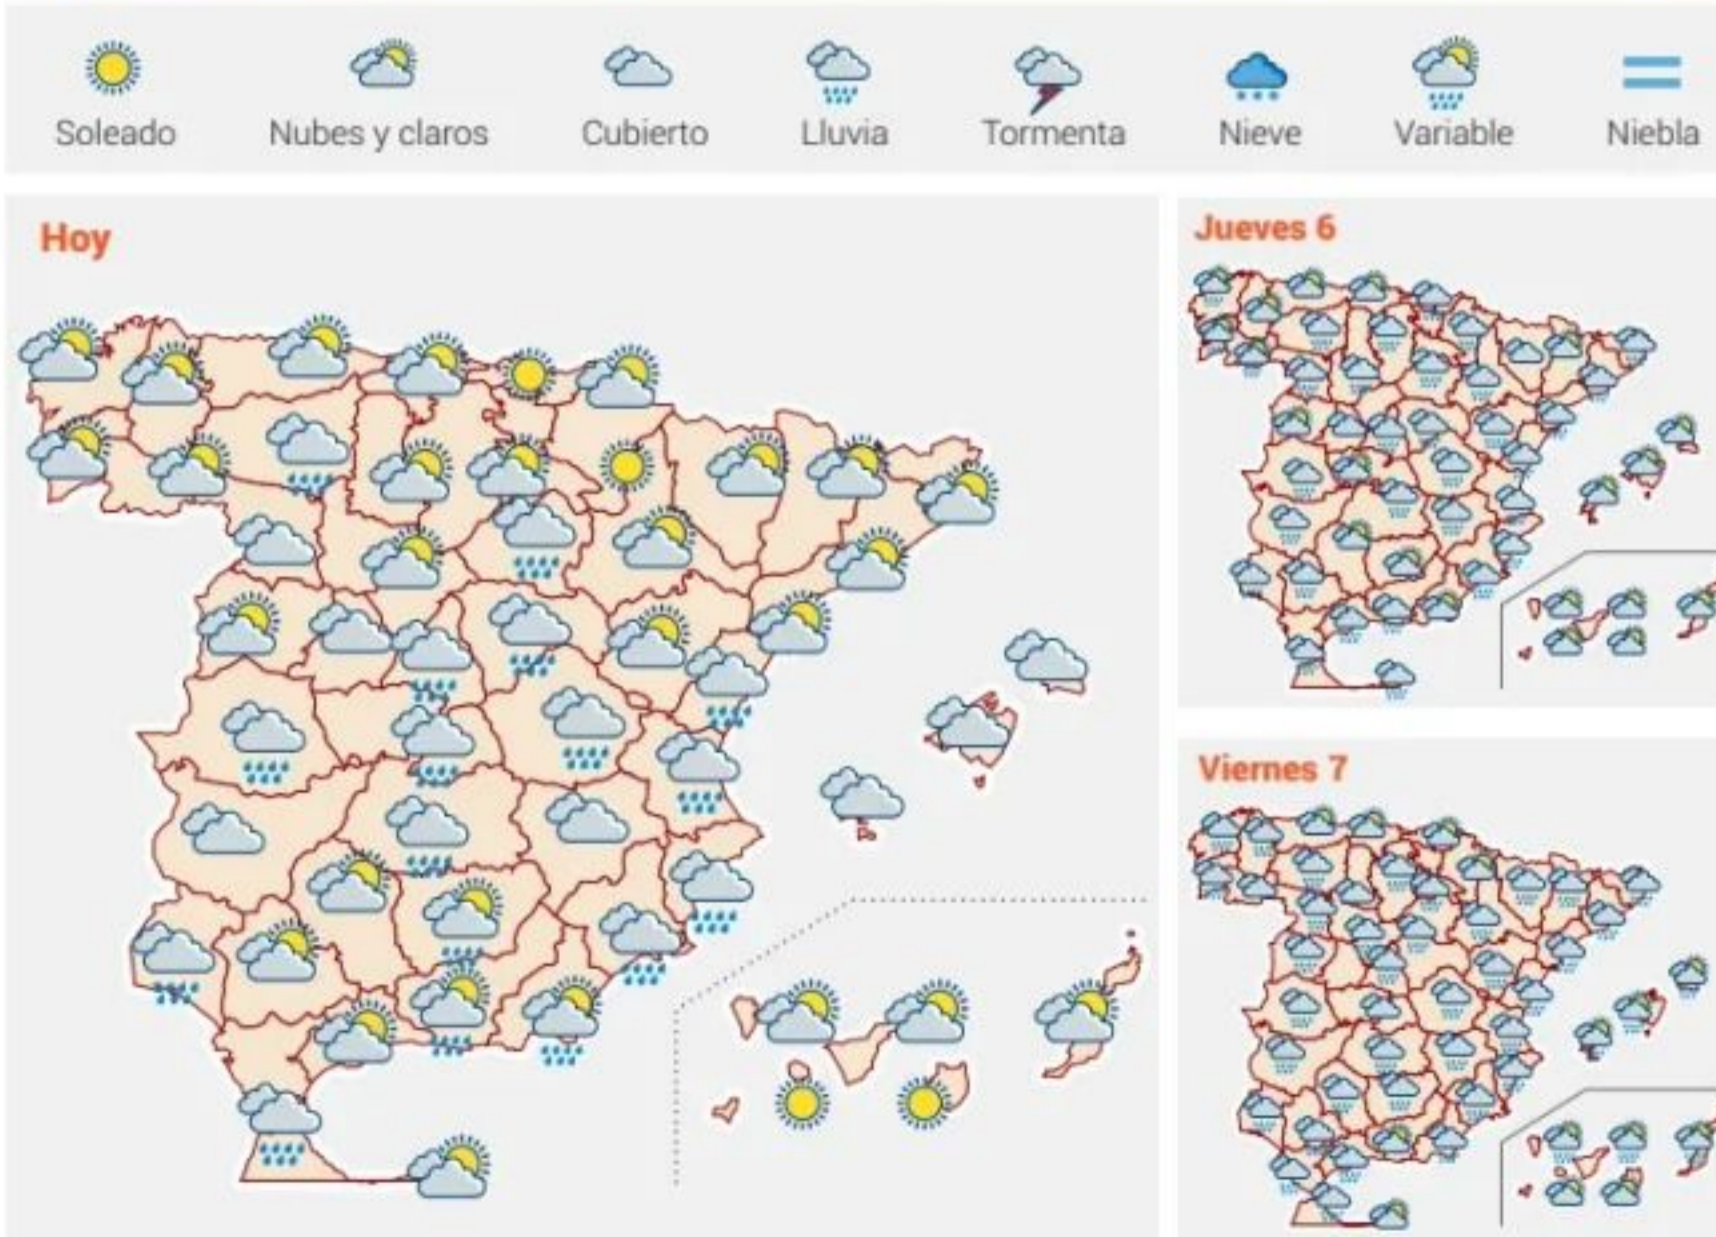 Soleado
Nubes y claros
Cubierto
Lluvia
Tormenta
Nieve
Variable
Niebla
Hoy
Jueves 6
Viernes 7